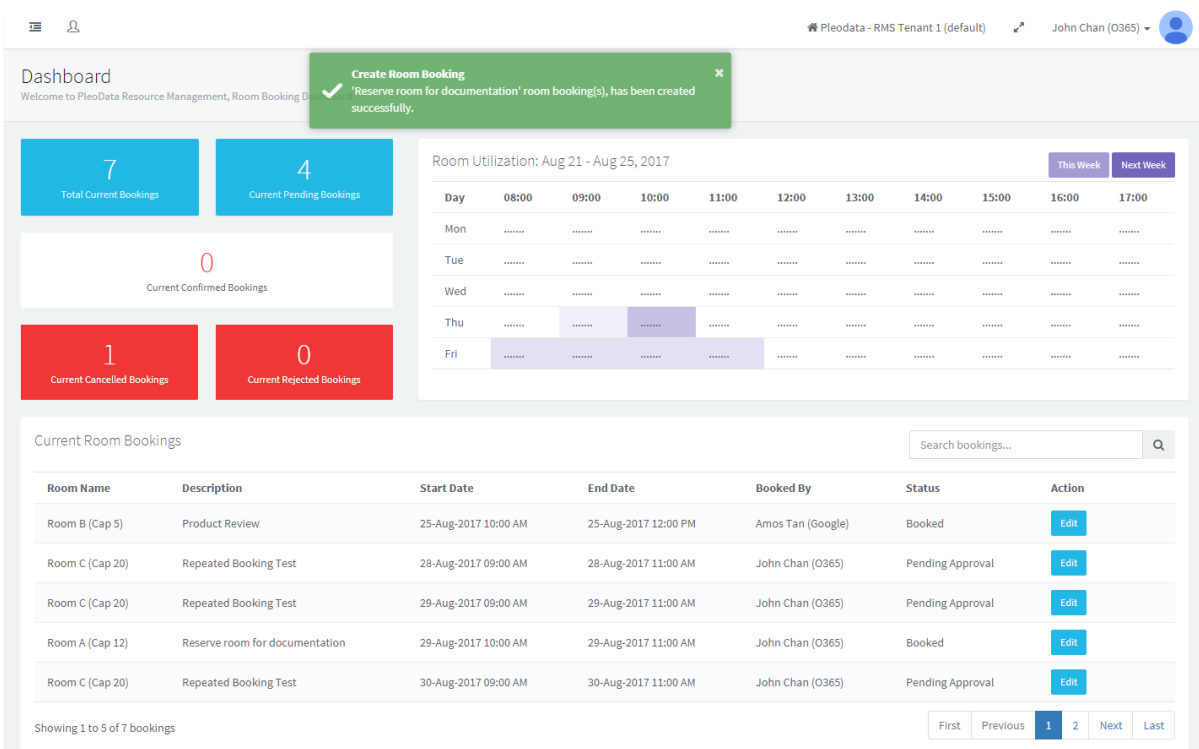 Pleodata - RMS Tenant 1 (default) John Chan (O365)
Dashboard
Welcome to PleoData Resource Management, Room Booking
Create Room Booking ×
'Reserve room for documentation' room booking(s), has been created
successfully.
7
Total Current Bookings
4
Current Pending Bookings
0
Current Confirmed Bookings
1
Current Cancelled Bookings
0
Current Rejected Bookings
Room Utilization: Aug 21 - Aug 25, 2017 This Week Next Week
Day 08:00 09:00 10:00 11:00 12:00 13:00 14:00 15:00 16:00 17:00
Mon ....... ....... ....... ....... ....... ....... ....... ....... ....... .......
Tue ....... ....... ....... ....... ....... ....... ....... ....... ....... .......
Wed ....... ....... ....... ....... ....... ....... ....... ....... ....... .......
Thu ....... ....... ....... ....... ....... ....... ....... ....... ....... .......
Fri ....... ....... ....... ....... ....... ....... ....... ....... ....... .......
Current Room Bookings Search bookings...
Room Name Description Start Date End Date Booked By Status Action
Room B (Cap 5) Product Review 25-Aug-2017 10:00 AM 25-Aug-2017 12:00 PM Amos Tan (Google) Booked Edit
Room C (Cap 20) Repeated Booking Test 28-Aug-2017 09:00 AM 28-Aug-2017 11:00 AM John Chan (O365) Pending Approval Edit
Room C (Cap 20) Repeated Booking Test 29-Aug-2017 09:00 AM 29-Aug-2017 11:00 AM John Chan (O365) Pending Approval Edit
Room A (Cap 12) Reserve room for documentation 29-Aug-2017 10:00 AM 29-Aug-2017 11:00 AM John Chan (O365) Booked Edit
Room C (Cap 20) Repeated Booking Test 30-Aug-2017 09:00 AM 30-Aug-2017 11:00 AM John Chan (O365) Pending Approval Edit
Showing 1 to 5 of 7 bookings First Previous 1 2 Next Last